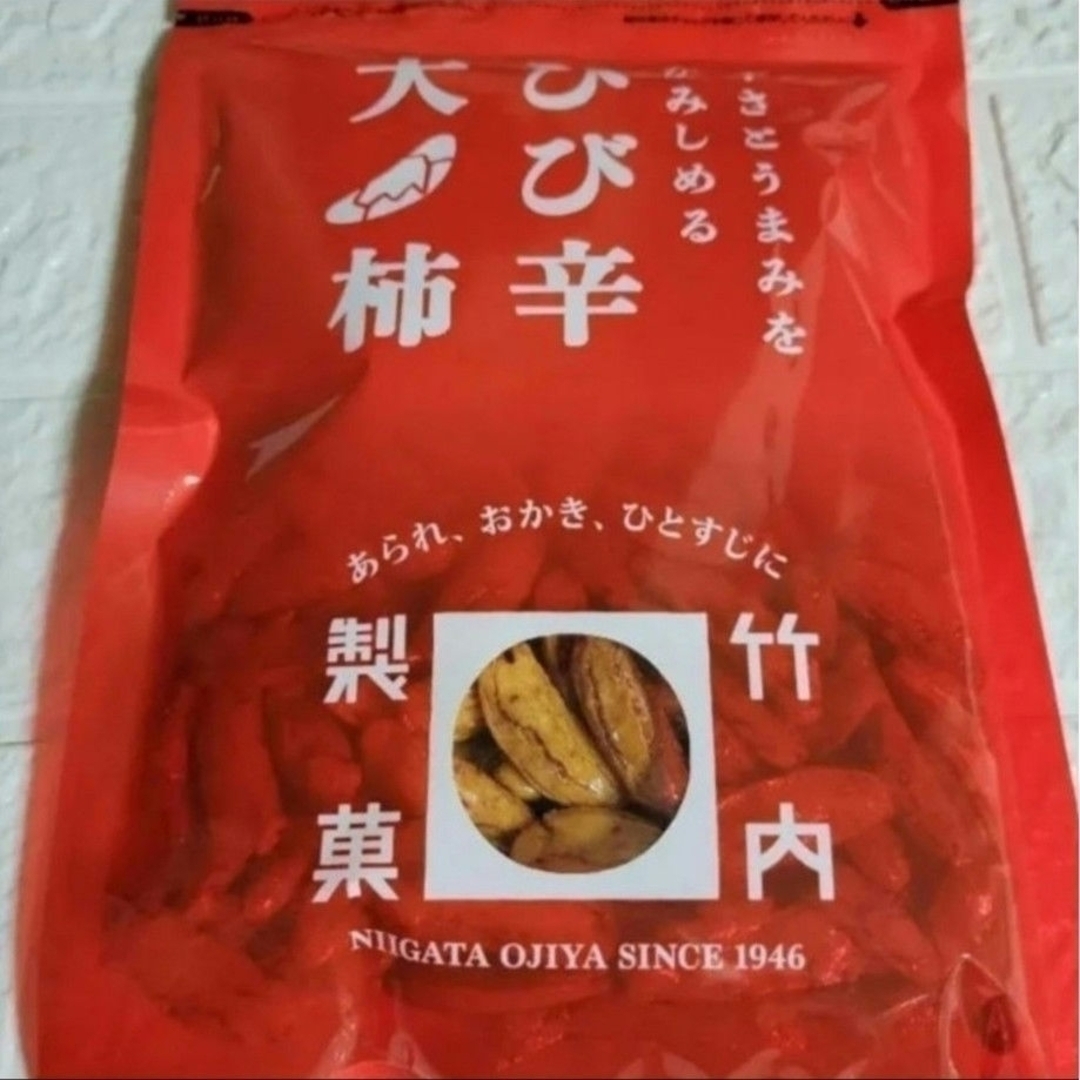 さとうまみを
みしめる
ひび辛
大の柿
あられ、おかき、ひとすじに
竹内
製菓
NIIGATA OJIYA SINCE 1946